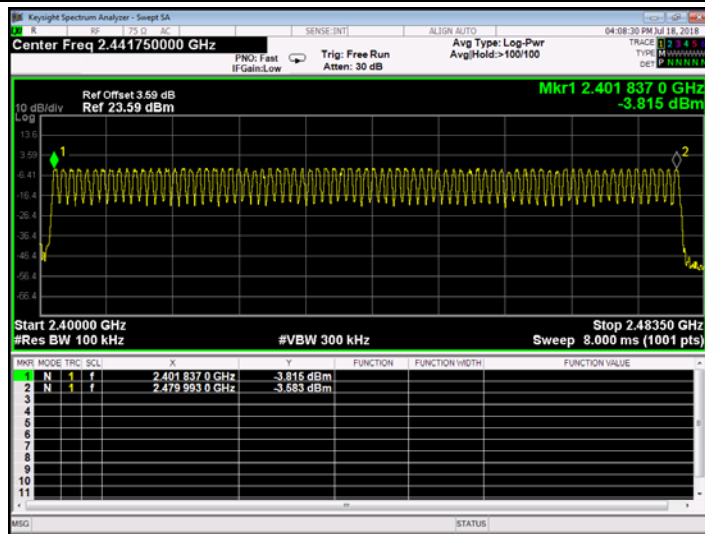 Keysight Spectrum Analyzer - Swept SA
R RF 75 Ω AC SENSE:INT ALIGN AUTO 04:08:30 PM Jul 18, 2018
Center Freq 2.441750000 GHz
PNO: Fast
IFGain:Low
Trig: Free Run
Atten: 30 dB
Avg Type: Log-Pwr
Avg|Hold:>100/100
TRACE 1 2 3 4 5
TYPE M
DET P N N N N
Mkr1 2.401 837 0 GHz
-3.815 dBm
Ref Offset 3.59 dB
10 dB/div Ref 23.59 dBm
Log
13.6
3.59
-6.41
-16.4
-26.4
-36.4
-46.4
-56.4
-66.4
1
2
Start 2.40000 GHz Stop 2.48350 GHz
#Res BW 100 kHz #VBW 300 kHz Sweep 8.000 ms (1001 pts)
MKR MODE TRC SCL X Y FUNCTION FUNCTION WIDTH FUNCTION VALUE
1 N 1 f 2.401 837 0 GHz -3.815 dBm
2 N 1 f 2.479 993 0 GHz -3.583 dBm
3
4
5
6
7
8
9
10
11
MSG STATUS